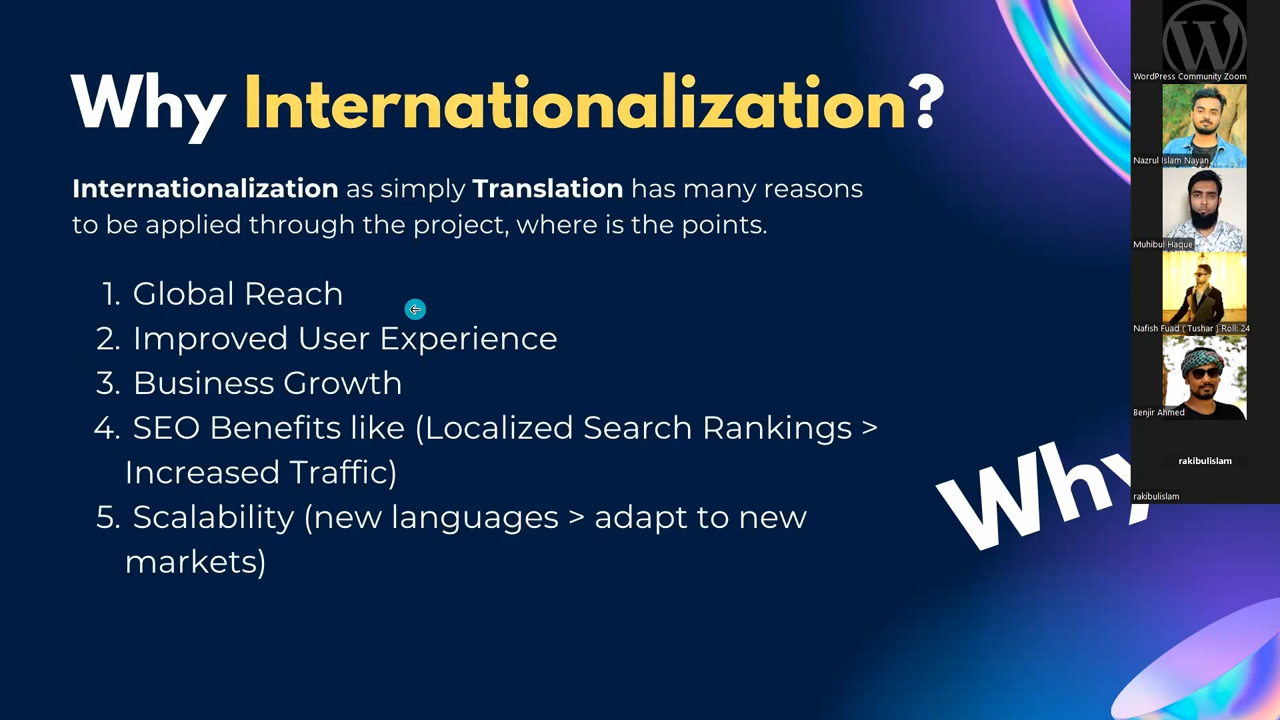 Why Internationalization?
Internationalization as simply Translation has many reasons
to be applied through the project, where is the points.
1. Global Reach
2. Improved User Experience
3. Business Growth
4. SEO Benefits like (Localized Search Rankings >
Increased Traffic)
5. Scalability (new languages > adapt to new
markets)
Why
WordPress Community Zoom
Nazrul Islam Nayan
Muhibul Haque
Nafish Fuad ( Tushar ) Roll: 24
Benjir Ahmed
rakibulislam
rakibulislam